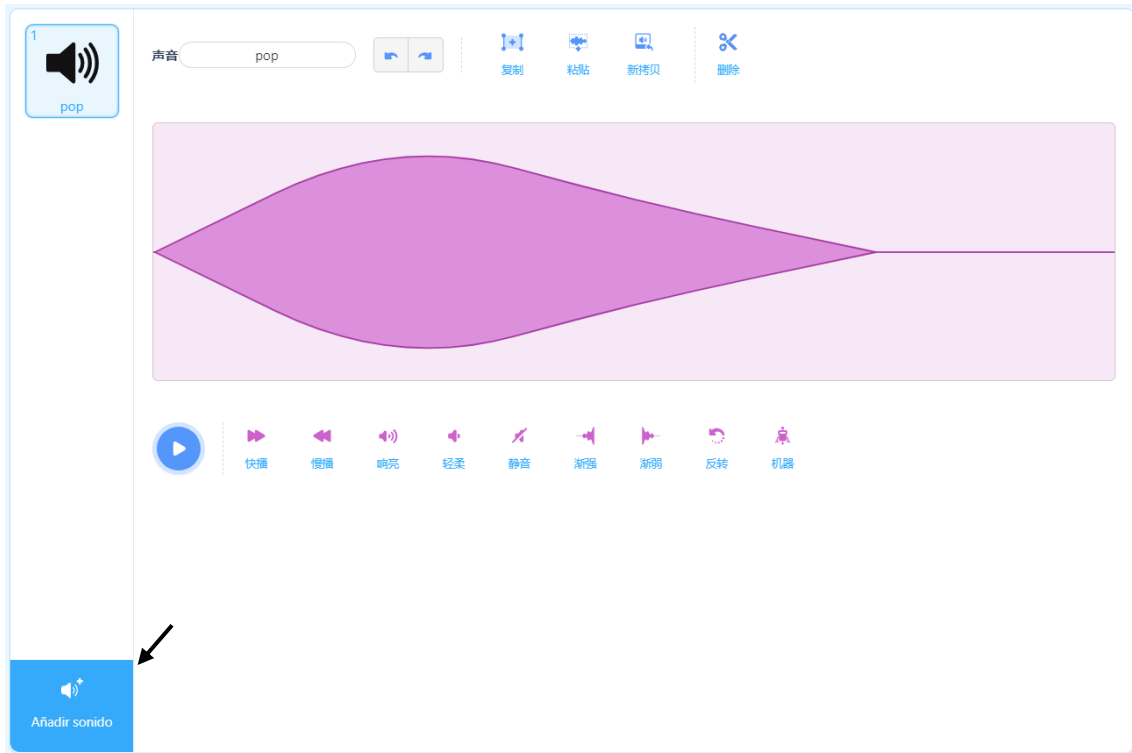 1
pop
声音 pop
复制 粘贴 新拷贝 删除
快播 慢播 响亮 轻柔 静音 渐强 渐弱 反转 机器
Añadir sonido